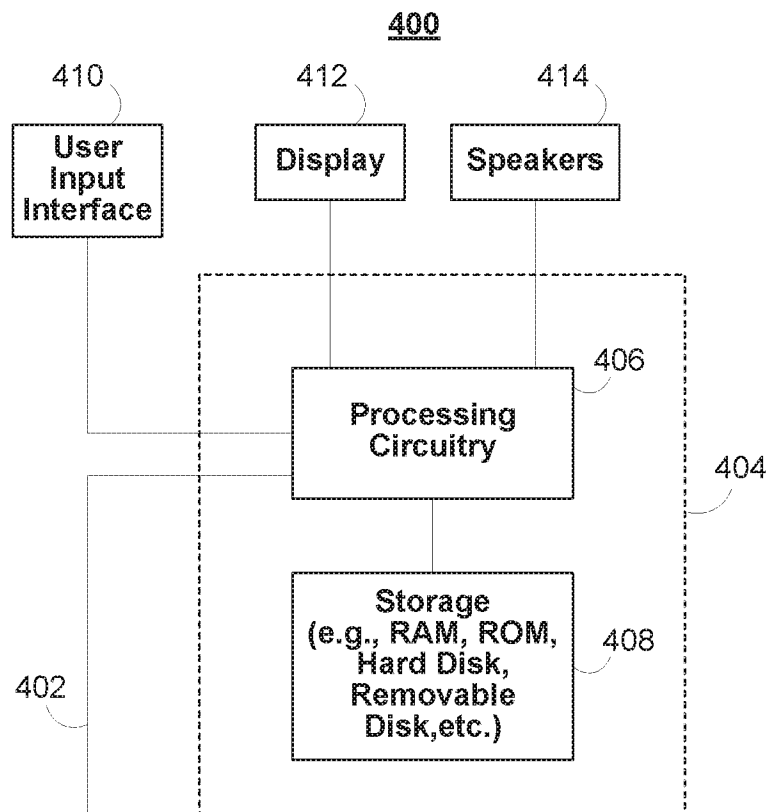 400
410
412
414
User
Input
Interface
Display
Speakers
406
Processing
Circuitry
404
Storage
(e.g., RAM, ROM,
Hard Disk,
Removable
Disk,etc.)
408
402